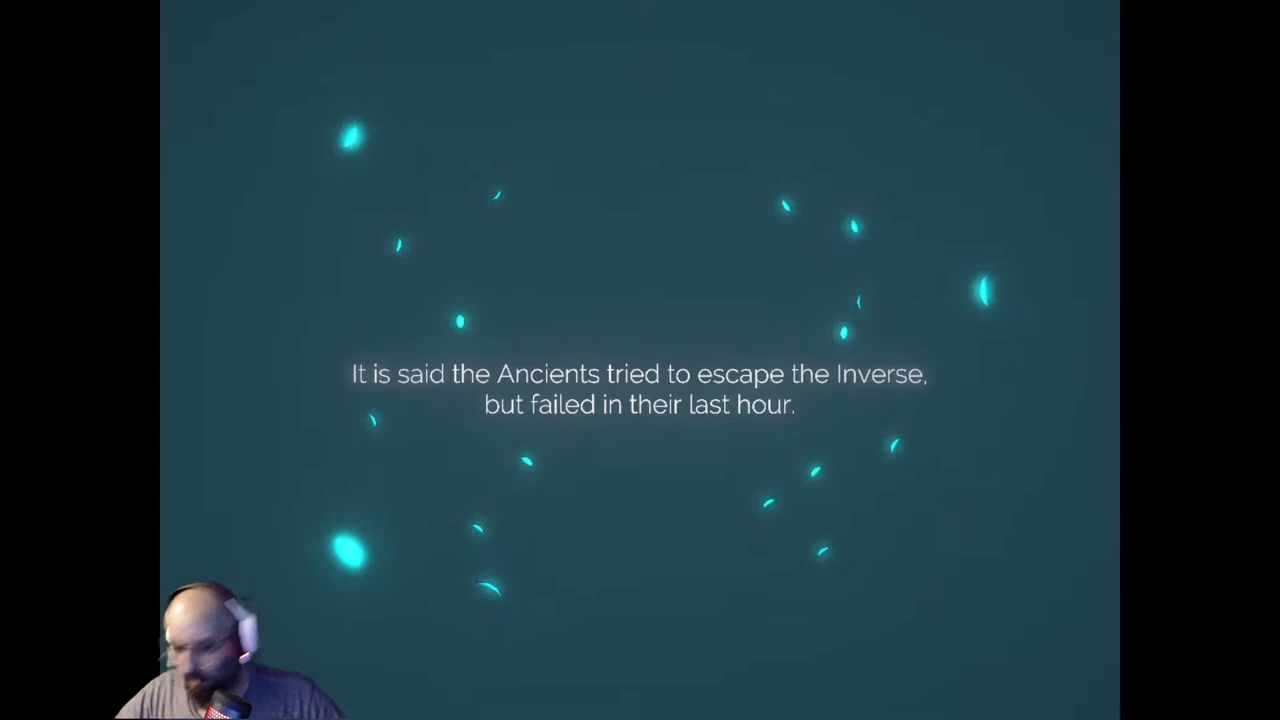 It is said the Ancients tried to escape the Inverse,
but failed in their last hour.